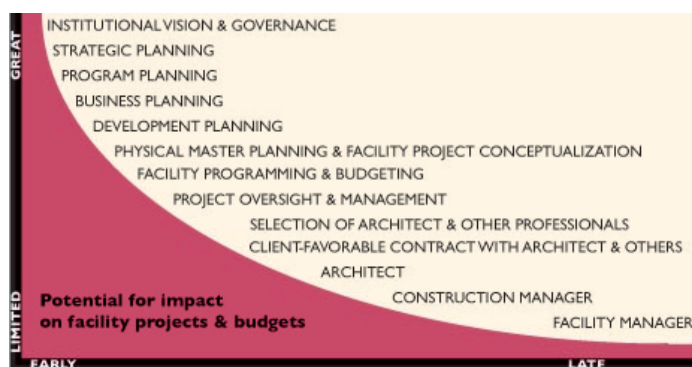 GREAT
INSTITUTIONAL VISION & GOVERNANCE
STRATEGIC PLANNING
PROGRAM PLANNING
BUSINESS PLANNING
DEVELOPMENT PLANNING
PHYSICAL MASTER PLANNING & FACILITY PROJECT CONCEPTUALIZATION
FACILITY PROGRAMMING & BUDGETING
PROJECT OVERSIGHT & MANAGEMENT
SELECTION OF ARCHITECT & OTHER PROFESSIONALS
CLIENT-FAVORABLE CONTRACT WITH ARCHITECT & OTHERS
ARCHITECT
CONSTRUCTION MANAGER
FACILITY MANAGER
LIMITED
Potential for impact
on facility projects & budgets
EARLY
LATE